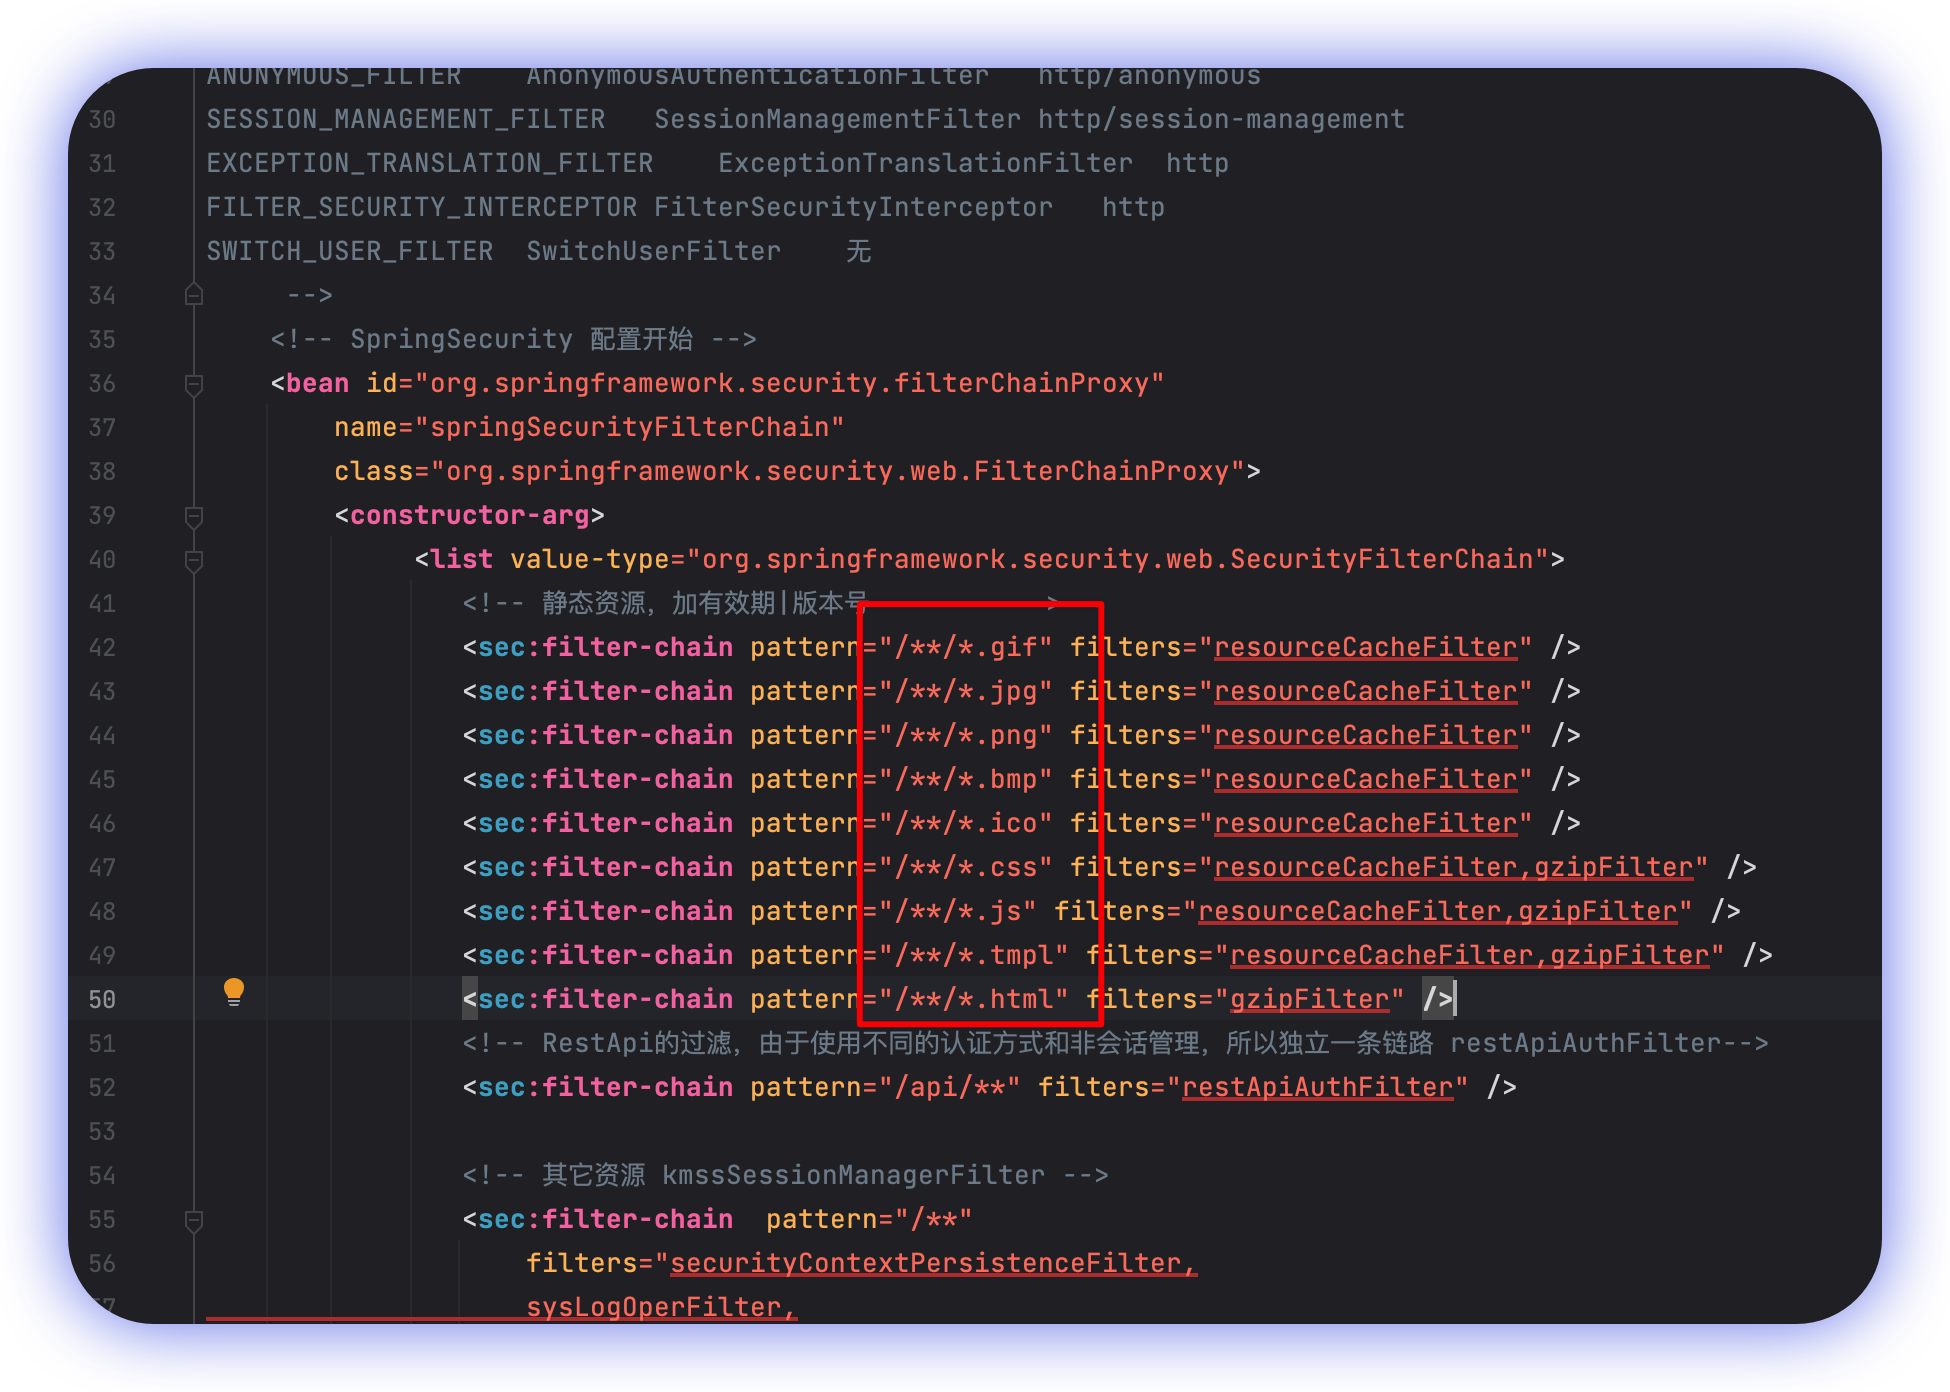 ANONYMOUS_FILTER    AnonymousAuthenticationFilter   http/anonymous
30 SESSION_MANAGEMENT_FILTER   SessionManagementFilter http/session-management
31 EXCEPTION_TRANSLATION_FILTER    ExceptionTranslationFilter  http
32 FILTER_SECURITY_INTERCEPTOR FilterSecurityInterceptor   http
33 SWITCH_USER_FILTER  SwitchUserFilter    无
34 -->
35 <!-- SpringSecurity 配置开始 -->
36 <bean id="org.springframework.security.filterChainProxy"
37 name="springSecurityFilterChain"
38 class="org.springframework.security.web.FilterChainProxy">
39 <constructor-arg>
40 <list value-type="org.springframework.security.web.SecurityFilterChain">
41 <!-- 静态资源，加有效期|版本号 >
42 <sec:filter-chain pattern="/**/*.gif" filters="resourceCacheFilter" />
43 <sec:filter-chain pattern="/**/*.jpg" filters="resourceCacheFilter" />
44 <sec:filter-chain pattern="/**/*.png" filters="resourceCacheFilter" />
45 <sec:filter-chain pattern="/**/*.bmp" filters="resourceCacheFilter" />
46 <sec:filter-chain pattern="/**/*.ico" filters="resourceCacheFilter" />
47 <sec:filter-chain pattern="/**/*.css" filters="resourceCacheFilter,gzipFilter" />
48 <sec:filter-chain pattern="/**/*.js" filters="resourceCacheFilter,gzipFilter" />
49 <sec:filter-chain pattern="/**/*.tmpl" filters="resourceCacheFilter,gzipFilter" />
50 <sec:filter-chain pattern="/**/*.html" filters="gzipFilter" />
51 <!-- RestApi的过滤，由于使用不同的认证方式和非会话管理，所以独立一条链路 restApiAuthFilter-->
52 <sec:filter-chain pattern="/api/**" filters="restApiAuthFilter" />
53
54 <!-- 其它资源 kmssSessionManagerFilter -->
55 <sec:filter-chain  pattern="/**"
56 filters="securityContextPersistenceFilter,
sysLogOperFilter,